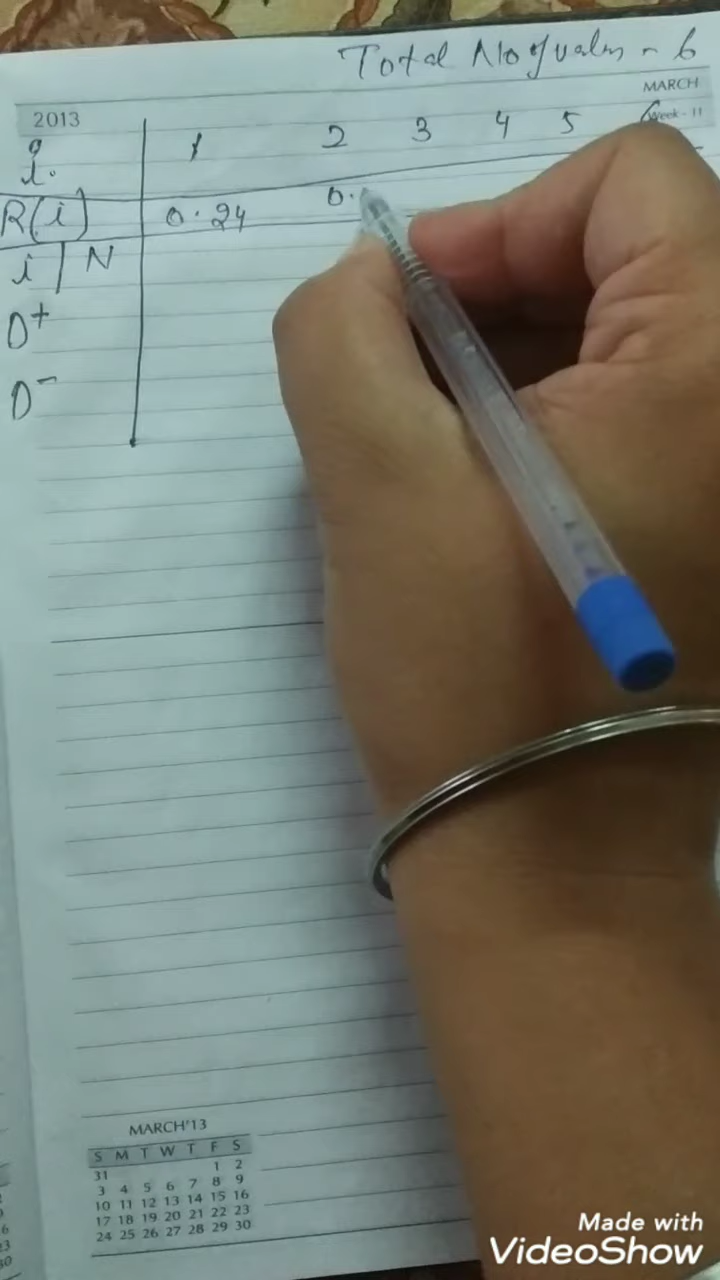 Total No of values - 6
MARCH
2013
Week - 11
i. 1 2 3 4 5 6
R(i) 0.24 0.
i/N
D+
D-
MARCH'13
S M T W T F S
31 1 2
3 4 5 6 7 8 9
10 11 12 13 14 15 16
17 18 19 20 21 22 23
24 25 26 27 28 29 30
Made with
VideoShow